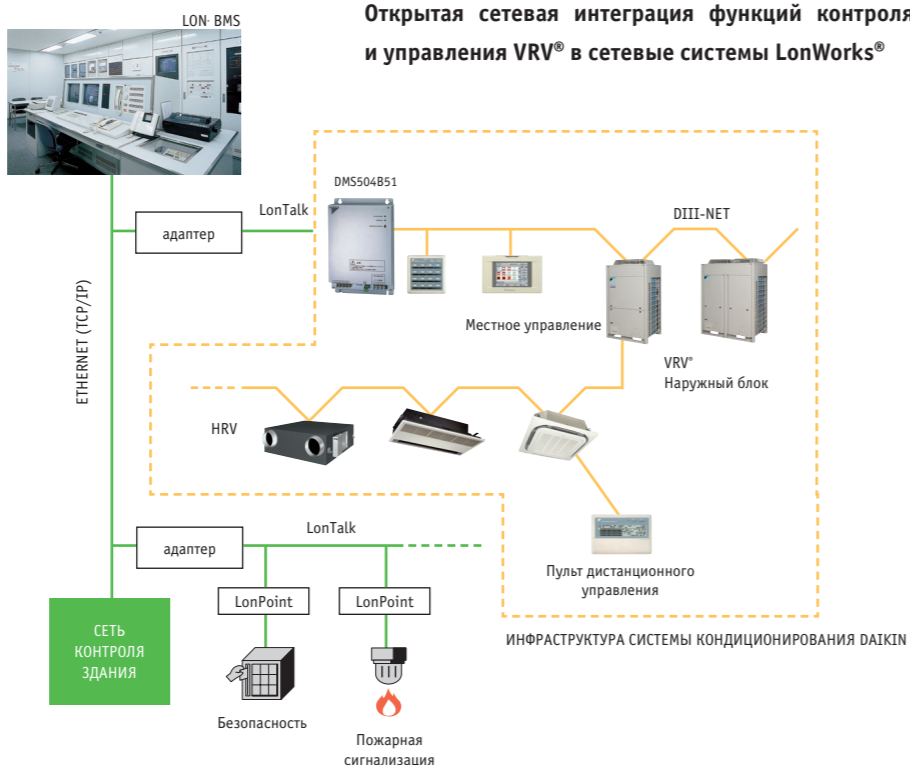 LON· BMS
Открытая сетевая интеграция функций контроля
и управления VRV® в сетевые системы LonWorks®
DMS504B51
LonTalk
адаптер
DIII-NET
Местное управление
VRV®
Наружный блок
ETHERNET (TCP/IP)
HRV
LonTalk
адаптер
Пульт дистанционного
управления
LonPoint
LonPoint
СЕТЬ
КОНТРОЛЯ
ЗДАНИЯ
ИНФРАСТРУКТУРА СИСТЕМЫ КОНДИЦИОНИРОВАНИЯ DAIKIN
Безопасность
Пожарная
сигнализация